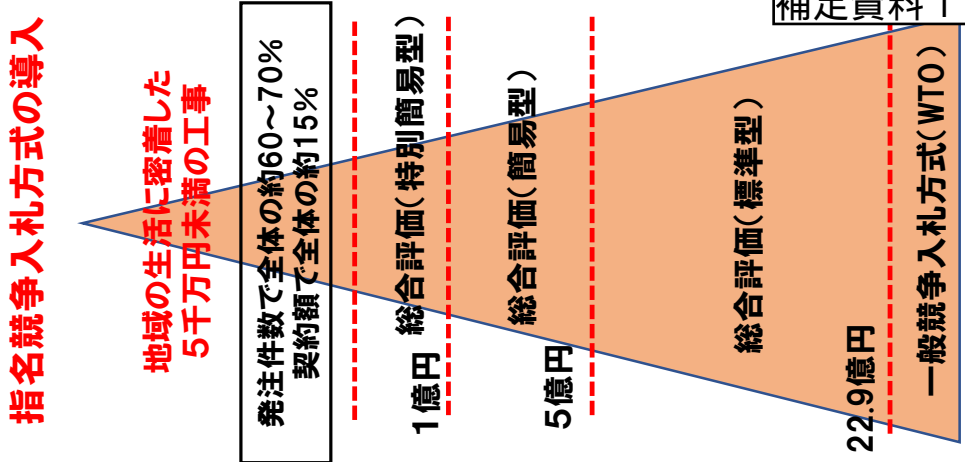 補足資料1
指名競争入札方式の導入
地域の生活に密着した
5千万円未満の工事
発注件数で全体の約60～70%
契約額で全体の約15%
総合評価(特別簡易型)
1億円
総合評価(簡易型)
5億円
総合評価(標準型)
22.9億円
一般競争入札方式(WTO)